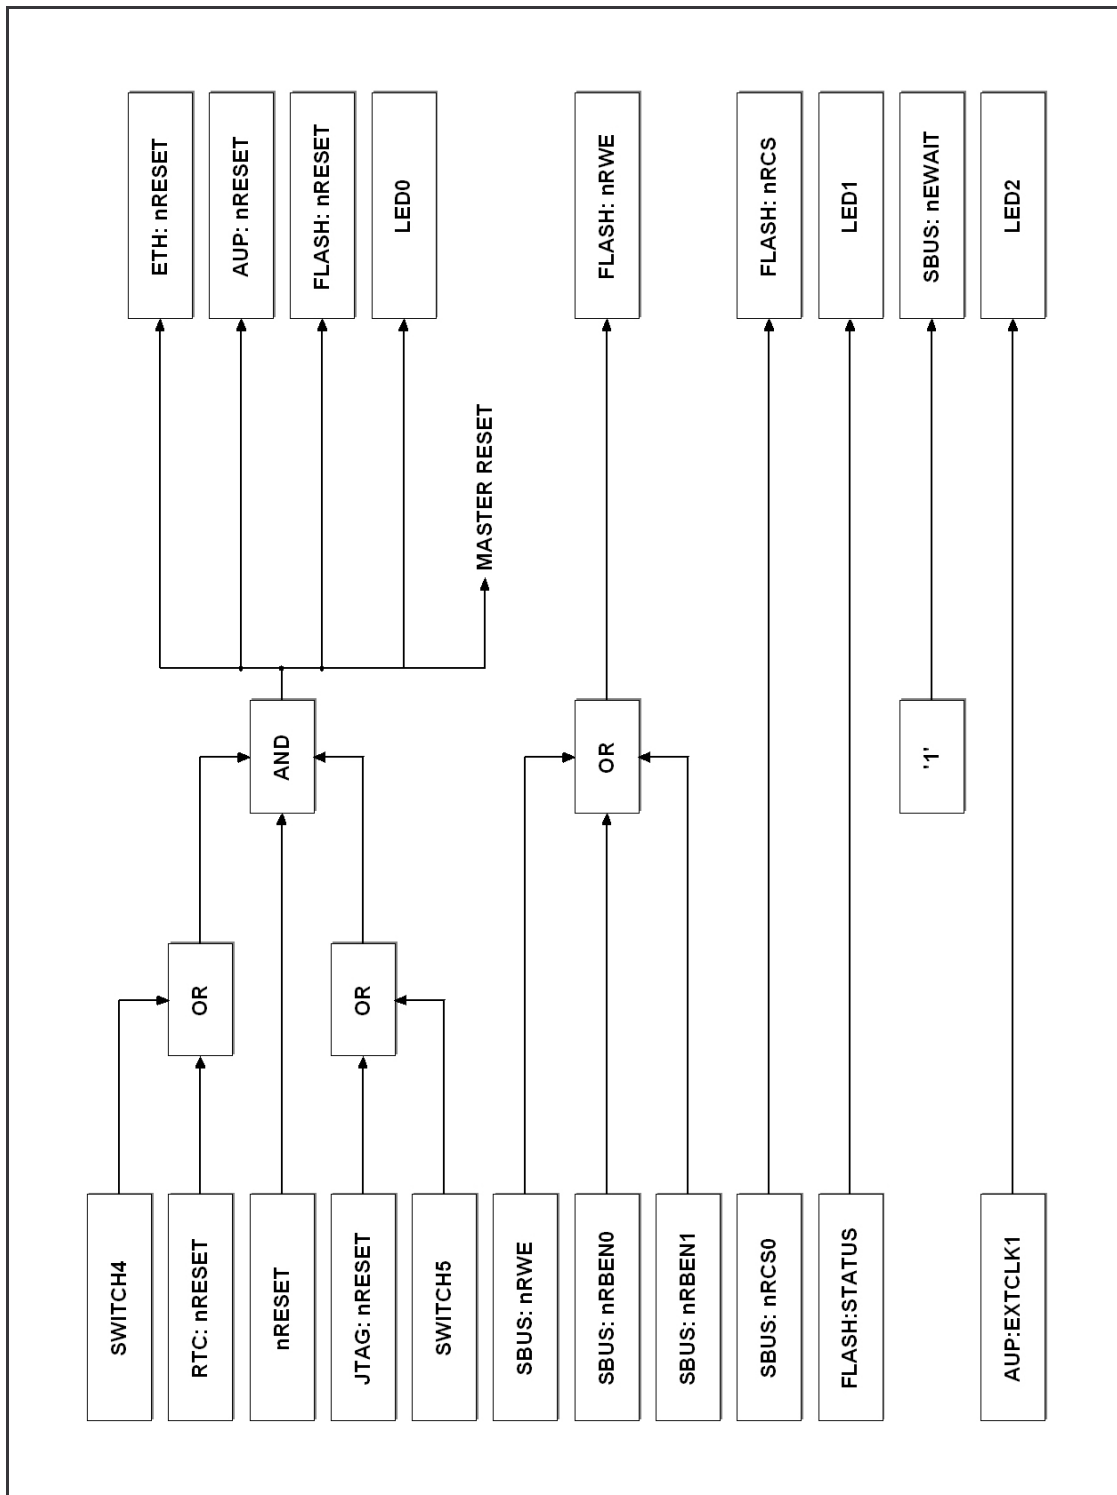 SWITCH4
RTC: nRESET
nRESET
JTAG: nRESET
SWITCH5
SBUS: nRWE
SBUS: nRBEN0
SBUS: nRBEN1
SBUS: nRCS0
FLASH:STATUS
AUP:EXTCLK1
OR
OR
AND
OR
'1'
MASTER RESET
ETH: nRESET
AUP: nRESET
FLASH: nRESET
LED0
FLASH: nRWE
FLASH: nRCS
LED1
SBUS: nEWAIT
LED2